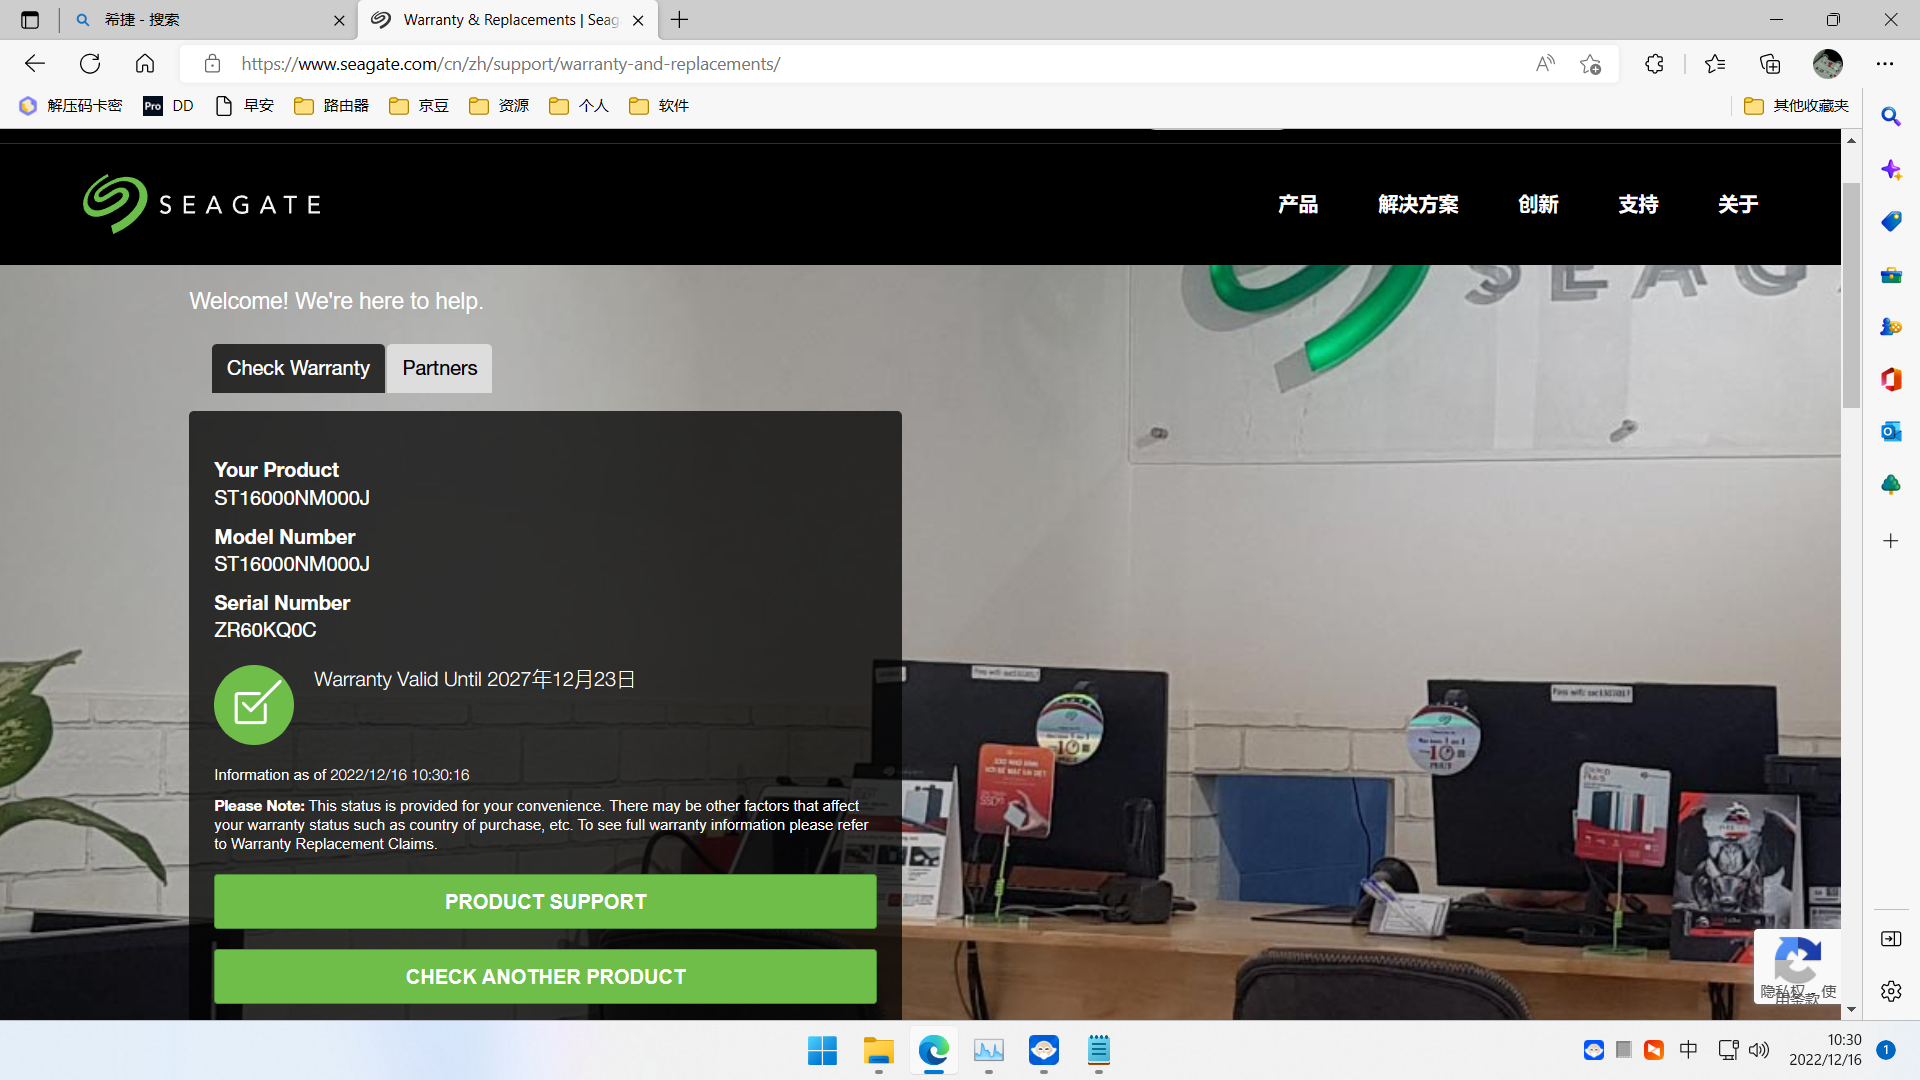 希捷 - 搜索
Warranty & Replacements | Seag
https://www.seagate.com/cn/zh/support/warranty-and-replacements/
解压码卡密
Pro DD
早安
路由器
京豆
资源
个人
软件
其他收藏夹
SEAGATE
产品
解决方案
创新
支持
关于
Welcome! We're here to help.
Check Warranty
Partners
Your Product
ST16000NM000J
Model Number
ST16000NM000J
Serial Number
ZR60KQ0C
Warranty Valid Until 2027年12月23日
Information as of 2022/12/16 10:30:16
Please Note: This status is provided for your convenience. There may be other factors that affect
your warranty status such as country of purchase, etc. To see full warranty information please refer
to Warranty Replacement Claims.
PRODUCT SUPPORT
CHECK ANOTHER PRODUCT
SEAG
10
10
SSD
隐私权 - 使
用条款
中
10:30
2022/12/16
1